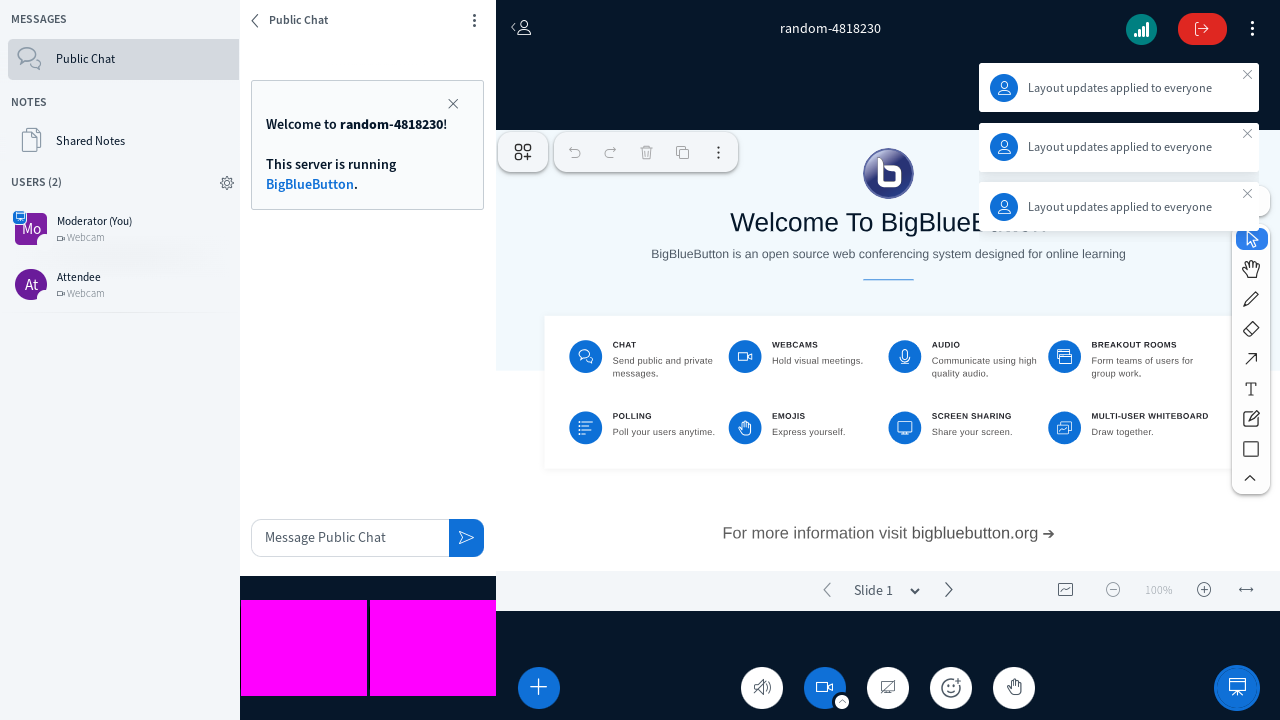 MESSAGES
Public Chat
NOTES
Shared Notes
USERS (2)
Mo
Moderator (You)
Webcam
At
Attendee
Webcam
Public Chat
Welcome to random-4818230!
This server is running
BigBlueButton.
Message Public Chat
random-4818230
Layout updates applied to everyone
Layout updates applied to everyone
Layout updates applied to everyone
Welcome To BigBlueButton
BigBlueButton is an open source web conferencing system designed for online learning
CHAT
Send public and private
messages.
WEBCAMS
Hold visual meetings.
AUDIO
Communicate using high
quality audio.
BREAKOUT ROOMS
Form teams of users for
group work.
POLLING
Poll your users anytime.
EMOJIS
Express yourself.
SCREEN SHARING
Share your screen.
MULTI-USER WHITEBOARD
Draw together.
For more information visit bigbluebutton.org →
Slide 1
100%